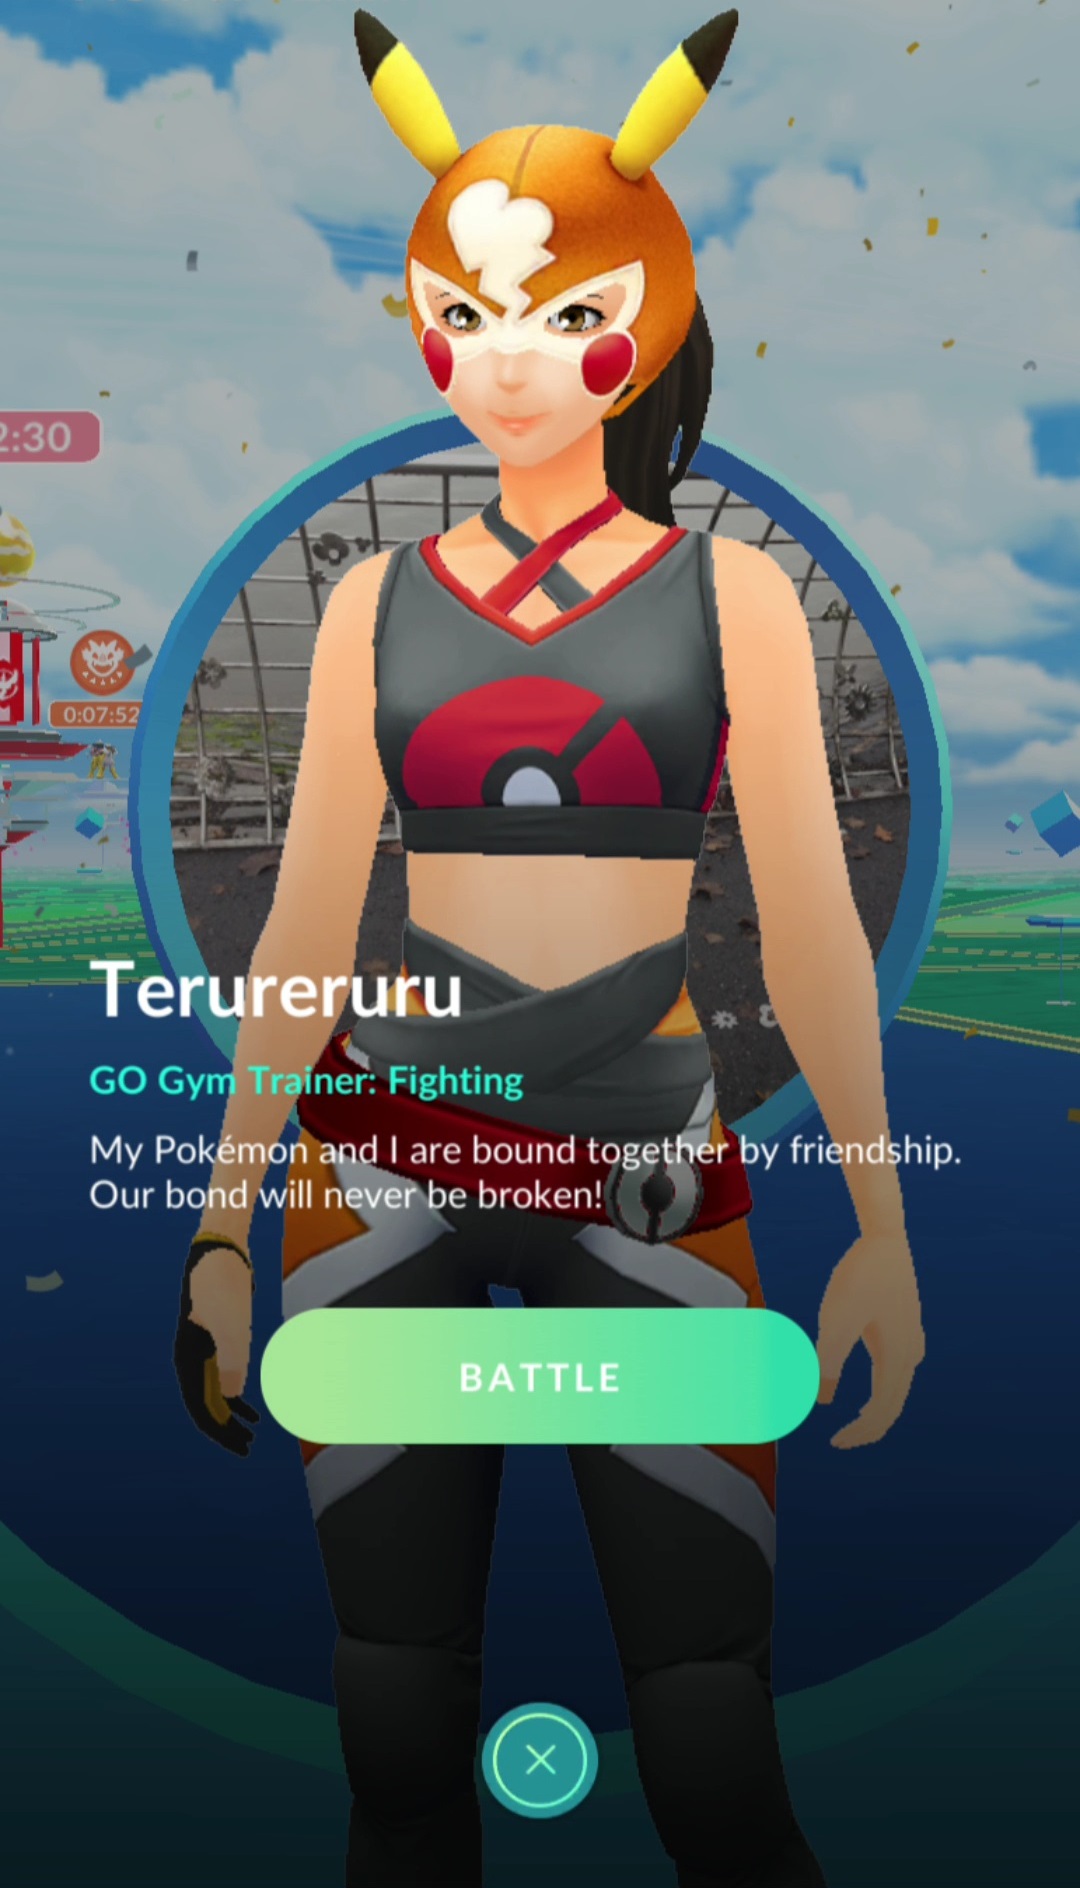 2:30
0:07:52
Terureruru
GO Gym Trainer: Fighting
My Pokémon and I are bound together by friendship.
Our bond will never be broken!
BATTLE